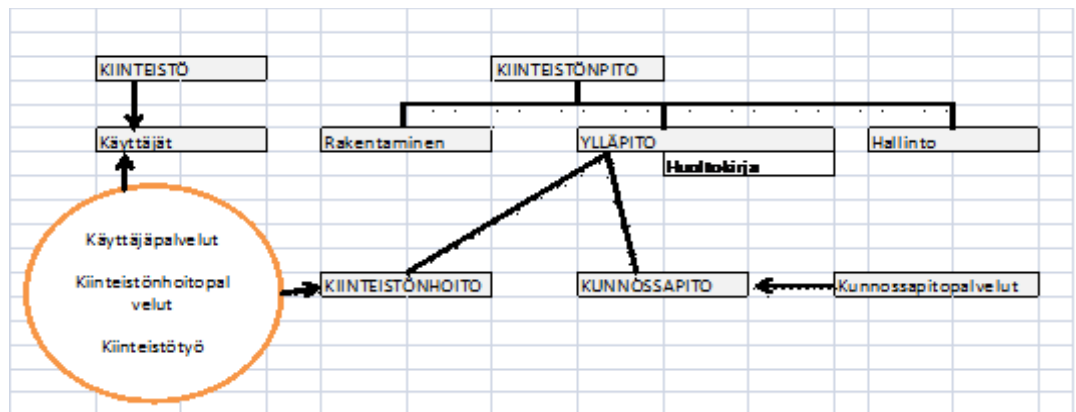 KIINTEISTÖ
KIINTEISTÖNPITO
Käyttäjät
Rakentaminen
YLLÄPITO
Hallinto
Huoltokirja
Käyttäjäpalvelut
Kiinteistönhoitopal
velut
Kiinteistötyö
KIINTEISTÖNHOITO
KUNNOSSAPITO
Kunnossapitopalvelut